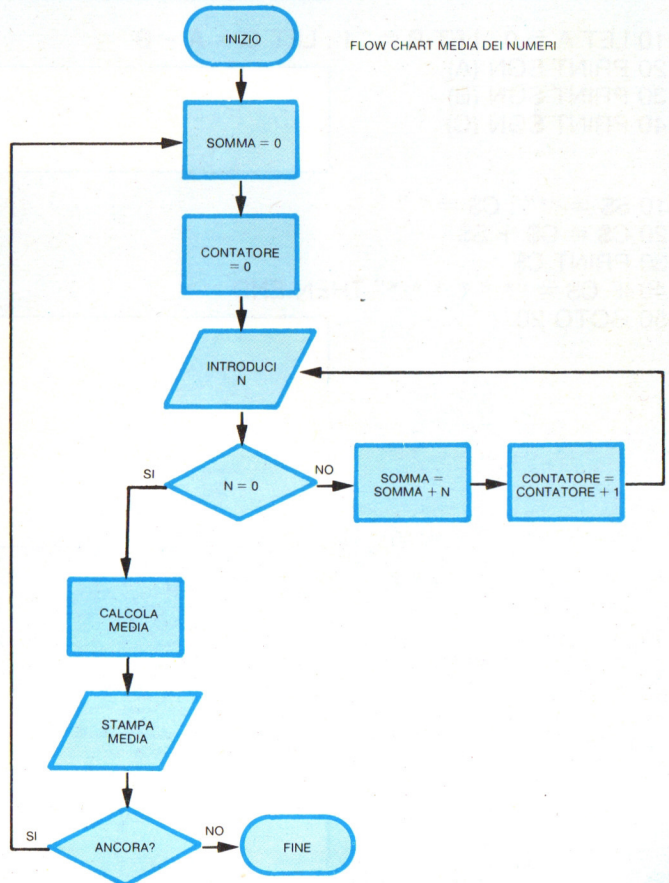 INIZIO
FLOW CHART MEDIA DEI NUMERI
SOMMA = 0
CONTATORE
= 0
INTRODUCI
N
SI
N = 0
NO
SOMMA =
SOMMA + N
CONTATORE =
CONTATORE + 1
CALCOLA
MEDIA
STAMPA
MEDIA
SI
ANCORA?
NO
FINE